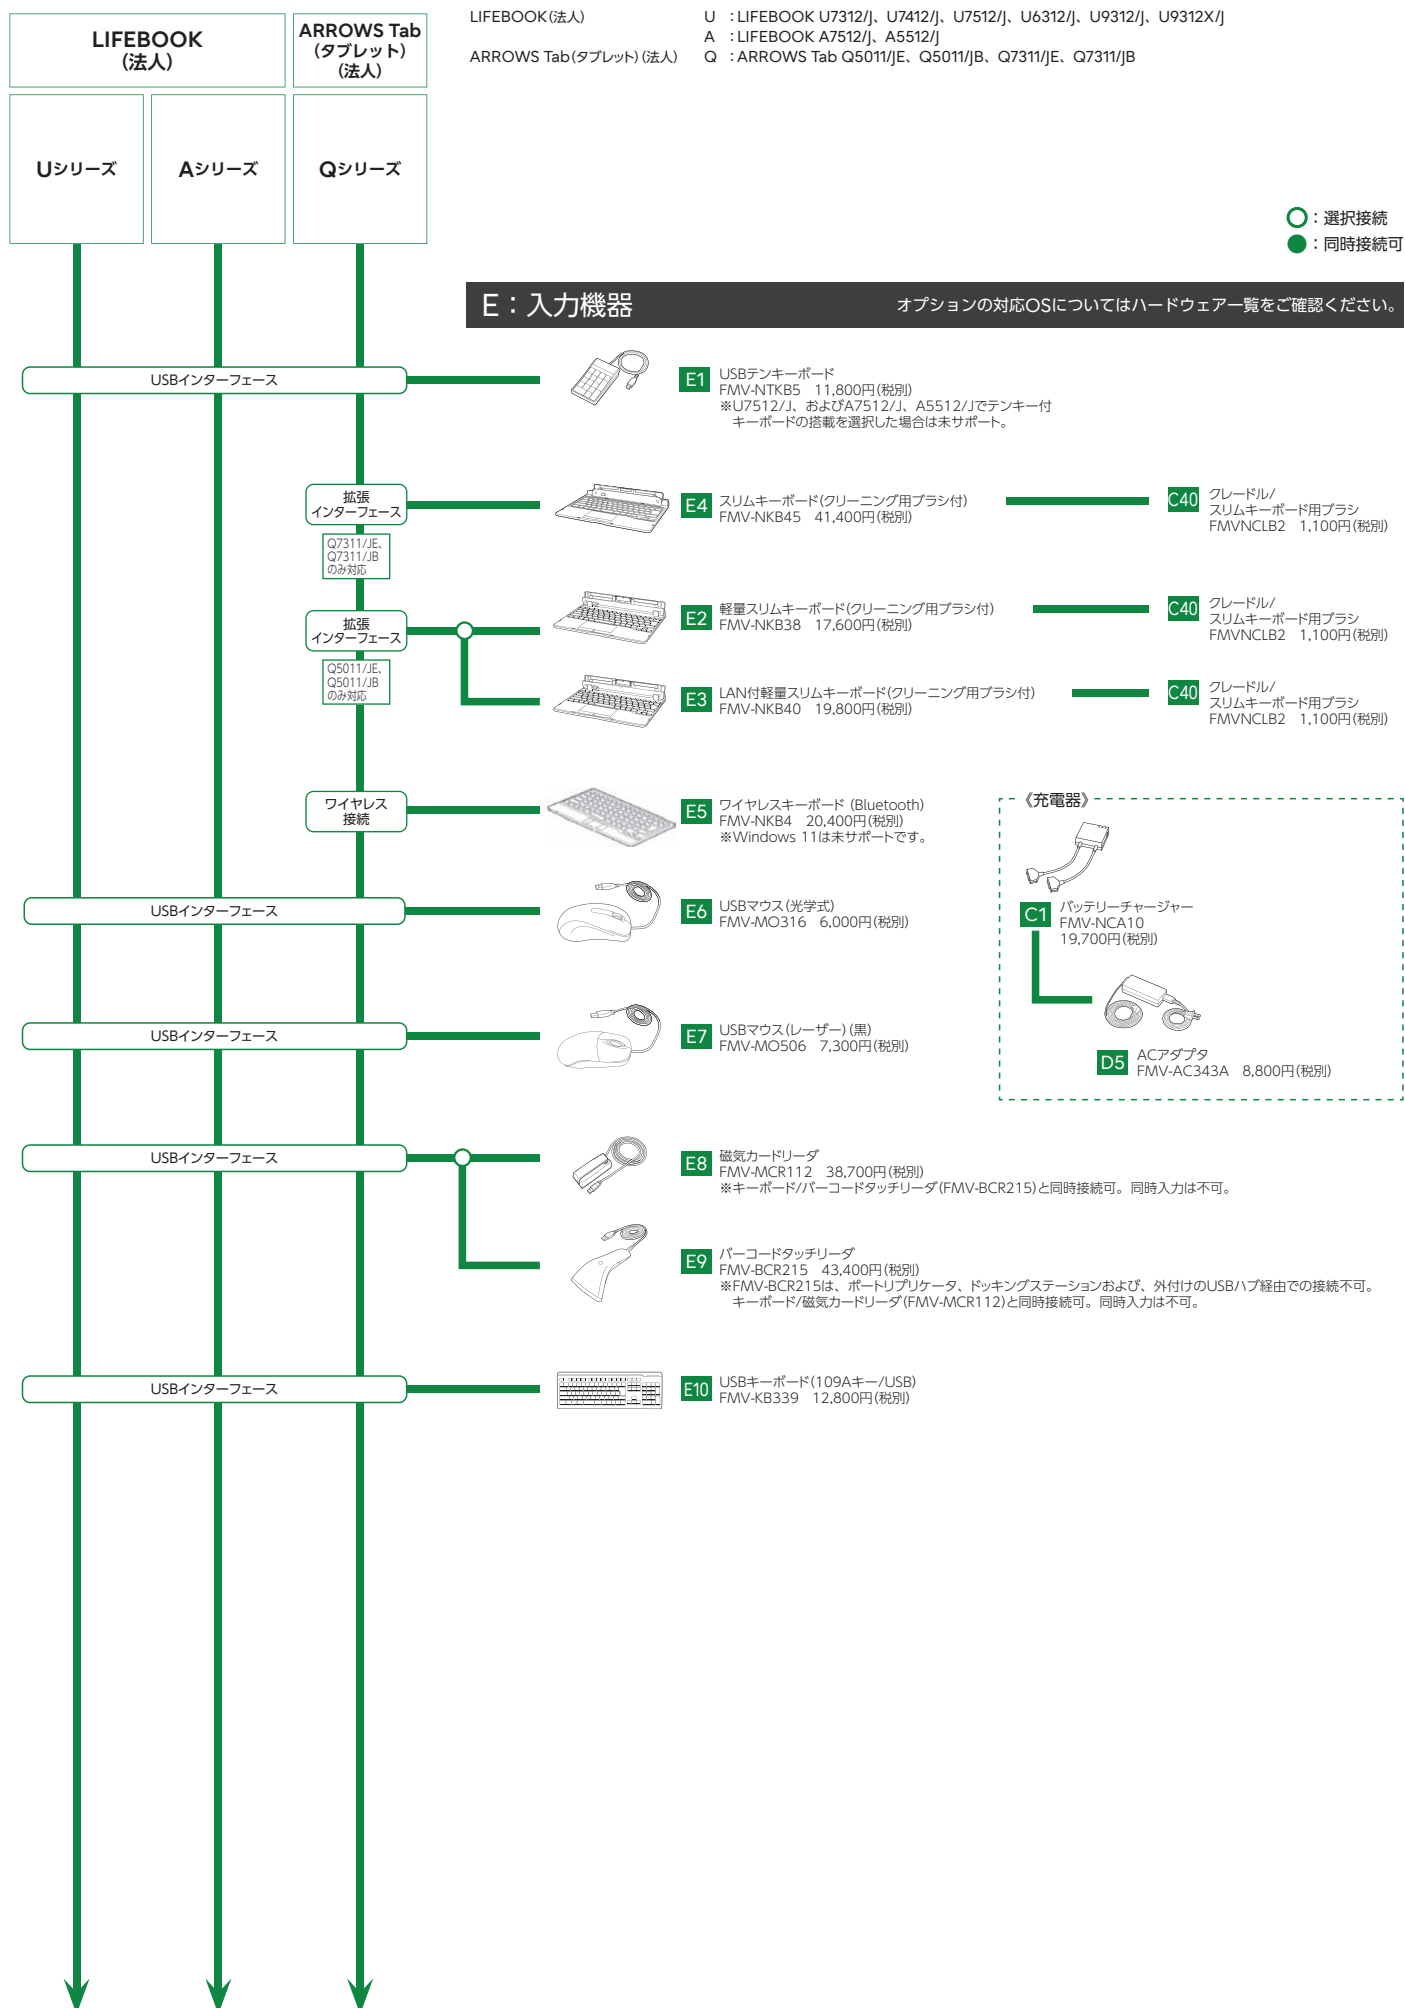 LIFEBOOK
(法人)
ARROWS Tab
(タブレット)
(法人)
LIFEBOOK(法人) U :LIFEBOOK U7312/J、U7412/J、U7512/J、U6312/J、U9312/J、U9312X/J
A :LIFEBOOK A7512/J、A5512/J
ARROWS Tab(タブレット)(法人) Q :ARROWS Tab Q5011/JE、Q5011/JB、Q7311/JE、Q7311/JB
Uシリーズ
Aシリーズ
Qシリーズ
○:選択接続
●:同時接続可
E:入力機器
オプションの対応OSについてはハードウェア一覧をご確認ください。
USBインターフェース
E1 USBテンキーボード
FMV-NTKB5 11,800円(税別)
※U7512/J、およびA7512/J、A5512/Jでテンキー付
キーボードの搭載を選択した場合は未サポート。
拡張
インターフェース
Q7311/JE、
Q7311/JB
のみ対応
E4 スリムキーボード(クリーニング用ブラシ付)
FMV-NKB45 41,400円(税別)
C40 クレードル/
スリムキーボード用ブラシ
FMVNCLB2 1,100円(税別)
拡張
インターフェース
Q5011/JE、
Q5011/JB
のみ対応
E2 軽量スリムキーボード(クリーニング用ブラシ付)
FMV-NKB38 17,600円(税別)
C40 クレードル/
スリムキーボード用ブラシ
FMVNCLB2 1,100円(税別)
E3 LAN付軽量スリムキーボード(クリーニング用ブラシ付)
FMV-NKB40 19,800円(税別)
C40 クレードル/
スリムキーボード用ブラシ
FMVNCLB2 1,100円(税別)
ワイヤレス
接続
E5 ワイヤレスキーボード (Bluetooth)
FMV-NKB4 20,400円(税別)
※Windows 11は未サポートです。
《充電器》
C1 バッテリーチャージャー
FMV-NCA10
19,700円(税別)
D5 ACアダプタ
FMV-AC343A 8,800円(税別)
USBインターフェース
E6 USBマウス(光学式)
FMV-MO316 6,000円(税別)
USBインターフェース
E7 USBマウス(レーザー)(黒)
FMV-MO506 7,300円(税別)
USBインターフェース
E8 磁気カードリーダ
FMV-MCR112 38,700円(税別)
※キーボード/バーコードタッチリーダ(FMV-BCR215)と同時接続可。同時入力は不可。
E9 バーコードタッチリーダ
FMV-BCR215 43,400円(税別)
※FMV-BCR215は、ポートリプリケータ、ドッキングステーションおよび、外付けのUSBハブ経由での接続不可。
キーボード/磁気カードリーダ(FMV-MCR112)と同時接続可。同時入力は不可。
USBインターフェース
E10 USBキーボード(109Aキー/USB)
FMV-KB339 12,800円(税別)